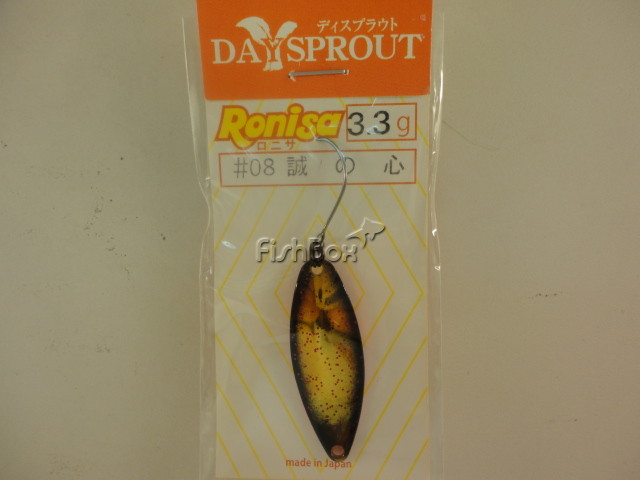 ディスプラウト
DAYSPROUT
Ronisa 3.3g
ロニサ
#08 誠の心
FishBox
made in Japan